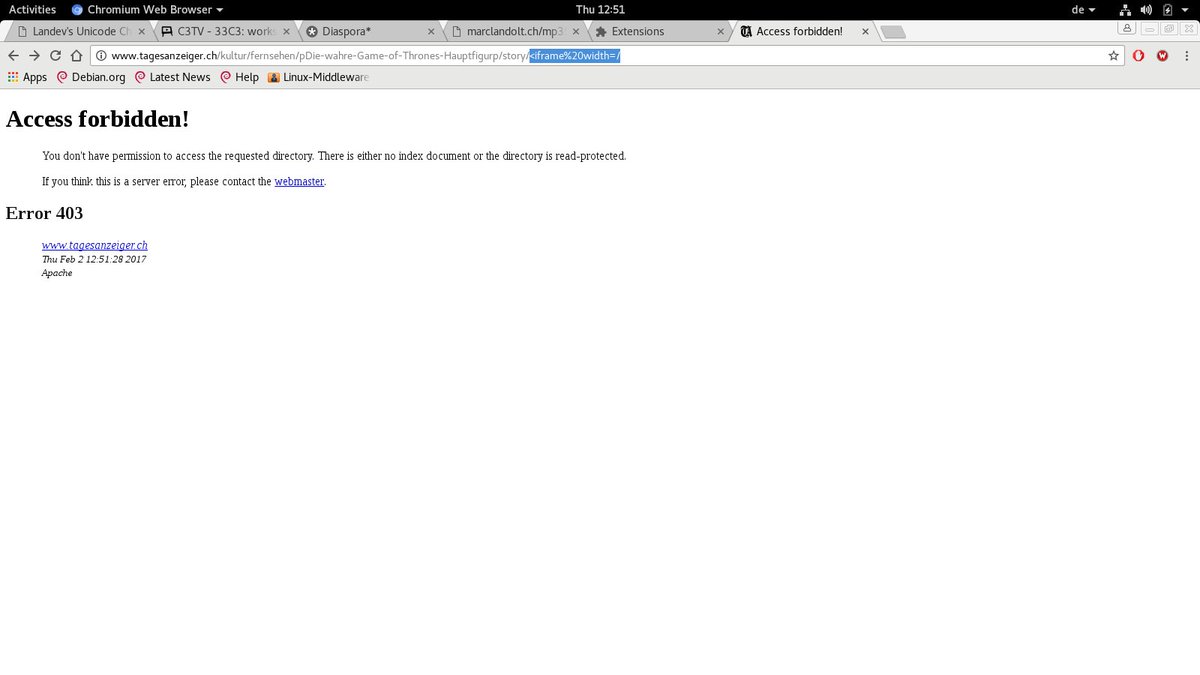 Activities Chromium Web Browser Thu 12:51 de
Landev's Unicode Ch C3TV - 33C3: works Diaspora* marclandolt.ch/mp3 Extensions Access forbidden!
www.tagesanzeiger.ch/kultur/fernsehen/pDie-wahre-Game-of-Thrones-Hauptfigurp/story/<iframe%20width=/
Apps Debian.org Latest News Help Linux-Middleware
Access forbidden!
You don't have permission to access the requested directory. There is either no index document or the directory is read-protected.
If you think this is a server error, please contact the webmaster.
Error 403
www.tagesanzeiger.ch
Thu Feb 2 12:51:28 2017
Apache